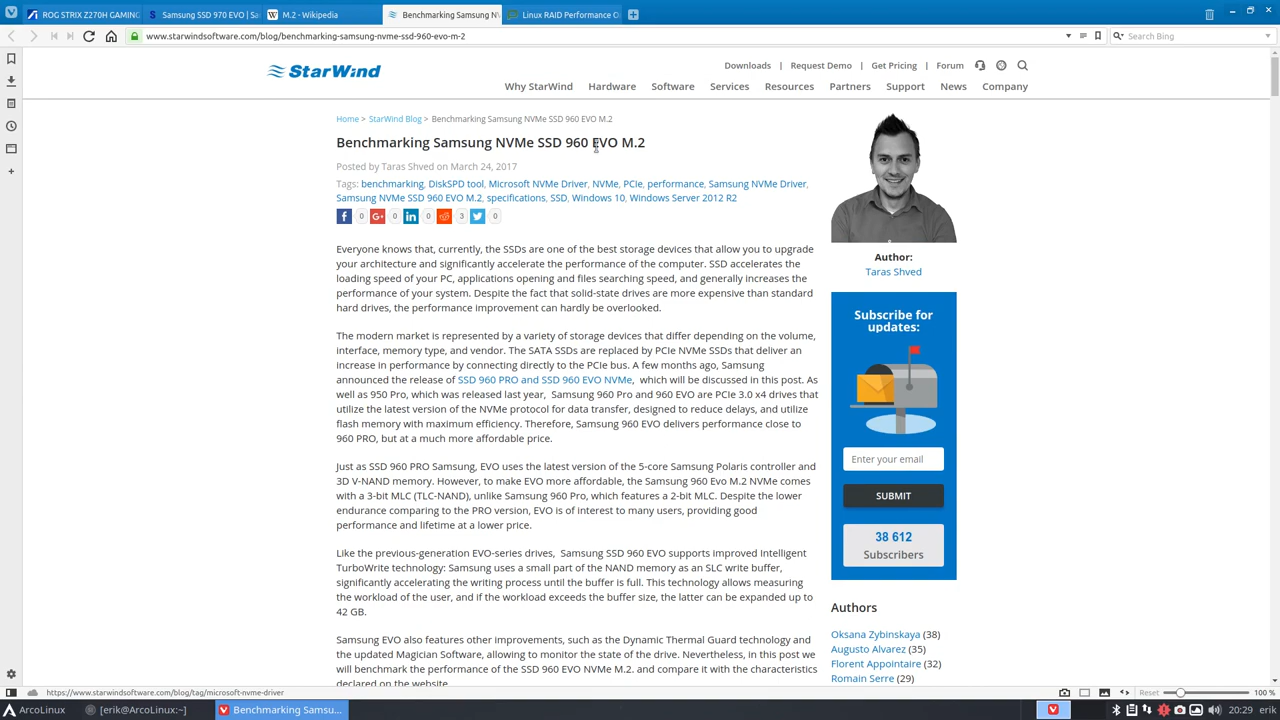 ROG STRIX Z270H GAMING
Samsung SSD 970 EVO | Sa
M.2 - Wikipedia
Benchmarking Samsung NV
Linux RAID Performance O
www.starwindsoftware.com/blog/benchmarking-samsung-nvme-ssd-960-evo-m-2
Search Bing
StarWind
Downloads | Request Demo | Get Pricing | Forum
Why StarWind Hardware Software Services Resources Partners Support News Company
Home > StarWind Blog > Benchmarking Samsung NVMe SSD 960 EVO M.2
Benchmarking Samsung NVMe SSD 960 EVO M.2
Posted by Taras Shved on March 24, 2017
Tags: benchmarking, DiskSPD tool, Microsoft NVMe Driver, NVMe, PCIe, performance, Samsung NVMe Driver,
Samsung NVMe SSD 960 EVO M.2, specifications, SSD, Windows 10, Windows Server 2012 R2
0 0 0 3 0
Everyone knows that, currently, the SSDs are one of the best storage devices that allow you to upgrade
your architecture and significantly accelerate the performance of the computer. SSD accelerates the
loading speed of your PC, applications opening and files searching speed, and generally increases the
performance of your system. Despite the fact that solid-state drives are more expensive than standard
hard drives, the performance improvement can hardly be overlooked.
The modern market is represented by a variety of storage devices that differ depending on the volume,
interface, memory type, and vendor. The SATA SSDs are replaced by PCIe NVMe SSDs that deliver an
increase in performance by connecting directly to the PCIe bus. A few months ago, Samsung
announced the release of SSD 960 PRO and SSD 960 EVO NVMe, which will be discussed in this post. As
well as 950 Pro, which was released last year, Samsung 960 Pro and 960 EVO are PCIe 3.0 x4 drives that
utilize the latest version of the NVMe protocol for data transfer, designed to reduce delays, and utilize
flash memory with maximum efficiency. Therefore, Samsung 960 EVO delivers performance close to
960 PRO, but at a much more affordable price.
Just as SSD 960 PRO Samsung, EVO uses the latest version of the 5-core Samsung Polaris controller and
3D V-NAND memory. However, to make EVO more affordable, the Samsung 960 Evo M.2 NVMe comes
with a 3-bit MLC (TLC-NAND), unlike Samsung 960 Pro, which features a 2-bit MLC. Despite the lower
endurance comparing to the PRO version, EVO is of interest to many users, providing good
performance and lifetime at a lower price.
Like the previous-generation EVO-series drives, Samsung SSD 960 EVO supports improved Intelligent
TurboWrite technology: Samsung uses a small part of the NAND memory as an SLC write buffer,
significantly accelerating the writing process until the buffer is full. This technology allows measuring
the workload of the user, and if the workload exceeds the buffer size, the latter can be expanded up to
42 GB.
Samsung EVO also features other improvements, such as the Dynamic Thermal Guard technology and
the updated Magician Software, allowing to monitor the state of the drive. Nevertheless, in this post we
will benchmark the performance of the SSD 960 EVO NVMe M.2. and compare it with the characteristics
declared on the website.
Author:
Taras Shved
Subscribe for
updates:
Enter your email
SUBMIT
38 612
Subscribers
Authors
Oksana Zybinskaya (38)
Augusto Alvarez (35)
Florent Appointaire (32)
Romain Serre (29)
https://www.starwindsoftware.com/blog/tag/microsoft-nvme-driver
Reset 100 %
ArcoLinux
[erik@ArcoLinux:~]
Benchmarking Samsu...
20:29 erik